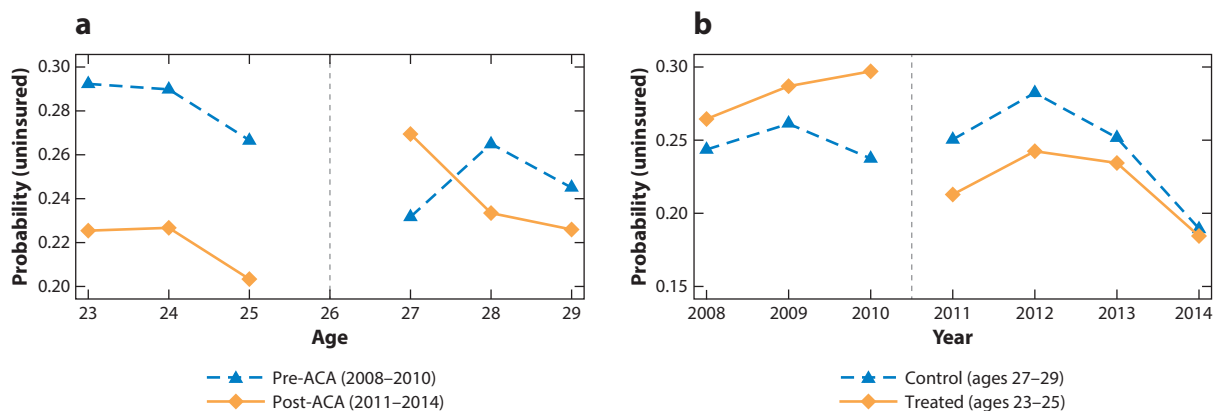 a
Probability (uninsured)
0.30
0.28
0.26
0.24
0.22
0.20
23 24 25 26 27 28 29
Age
Pre-ACA (2008–2010)
Post-ACA (2011–2014)
b
Probability (uninsured)
0.30
0.25
0.20
0.15
2008 2009 2010 2011 2012 2013 2014
Year
Control (ages 27–29)
Treated (ages 23–25)